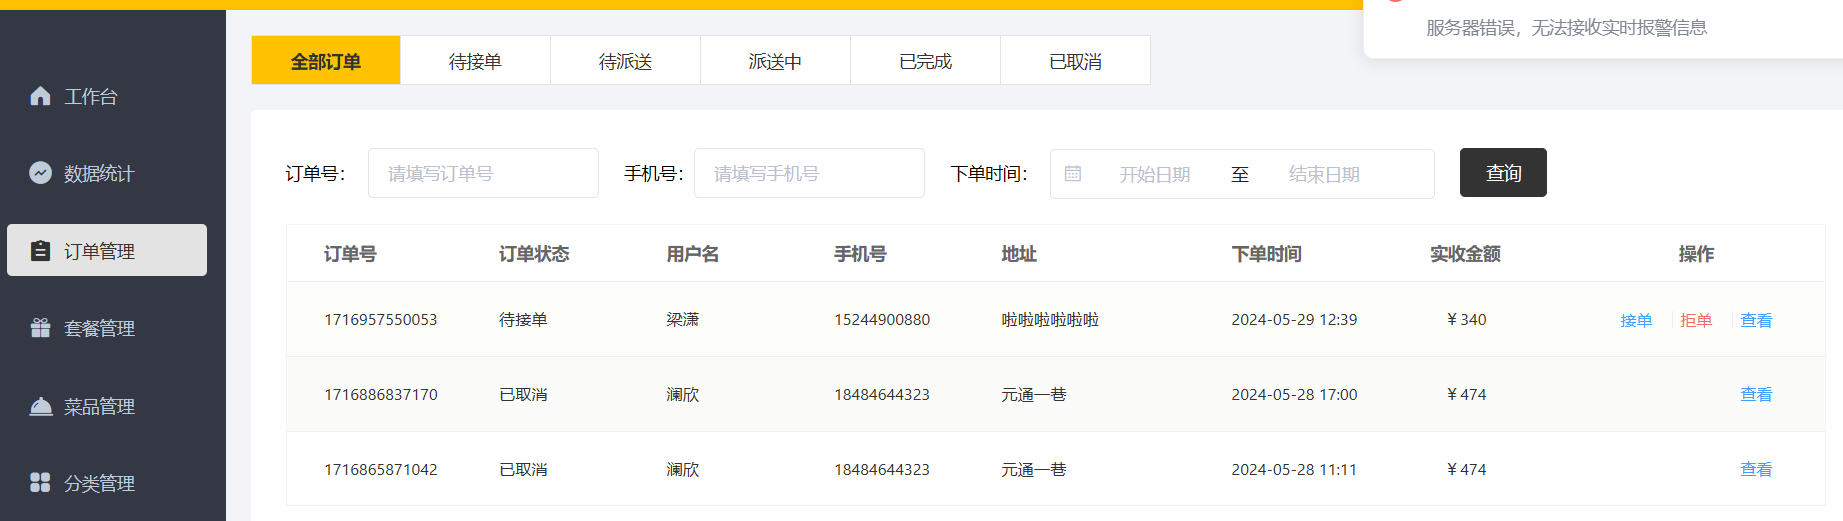 服务器错误，无法接收实时报警信息
全部订单 待接单 待派送 派送中 已完成 已取消
工作台
数据统计
订单管理
套餐管理
菜品管理
分类管理
订单号： 请填写订单号 手机号： 请填写手机号 下单时间： 开始日期 至 结束日期 查询
订单号 订单状态 用户名 手机号 地址 下单时间 实收金额 操作
1716957550053 待接单 梁潇 15244900880 啦啦啦啦啦啦 2024-05-29 12:39 ￥340 接单 拒单 查看
1716886837170 已取消 澜欣 18484644323 元通一巷 2024-05-28 17:00 ￥474 查看
1716865871042 已取消 澜欣 18484644323 元通一巷 2024-05-28 11:11 ￥474 查看